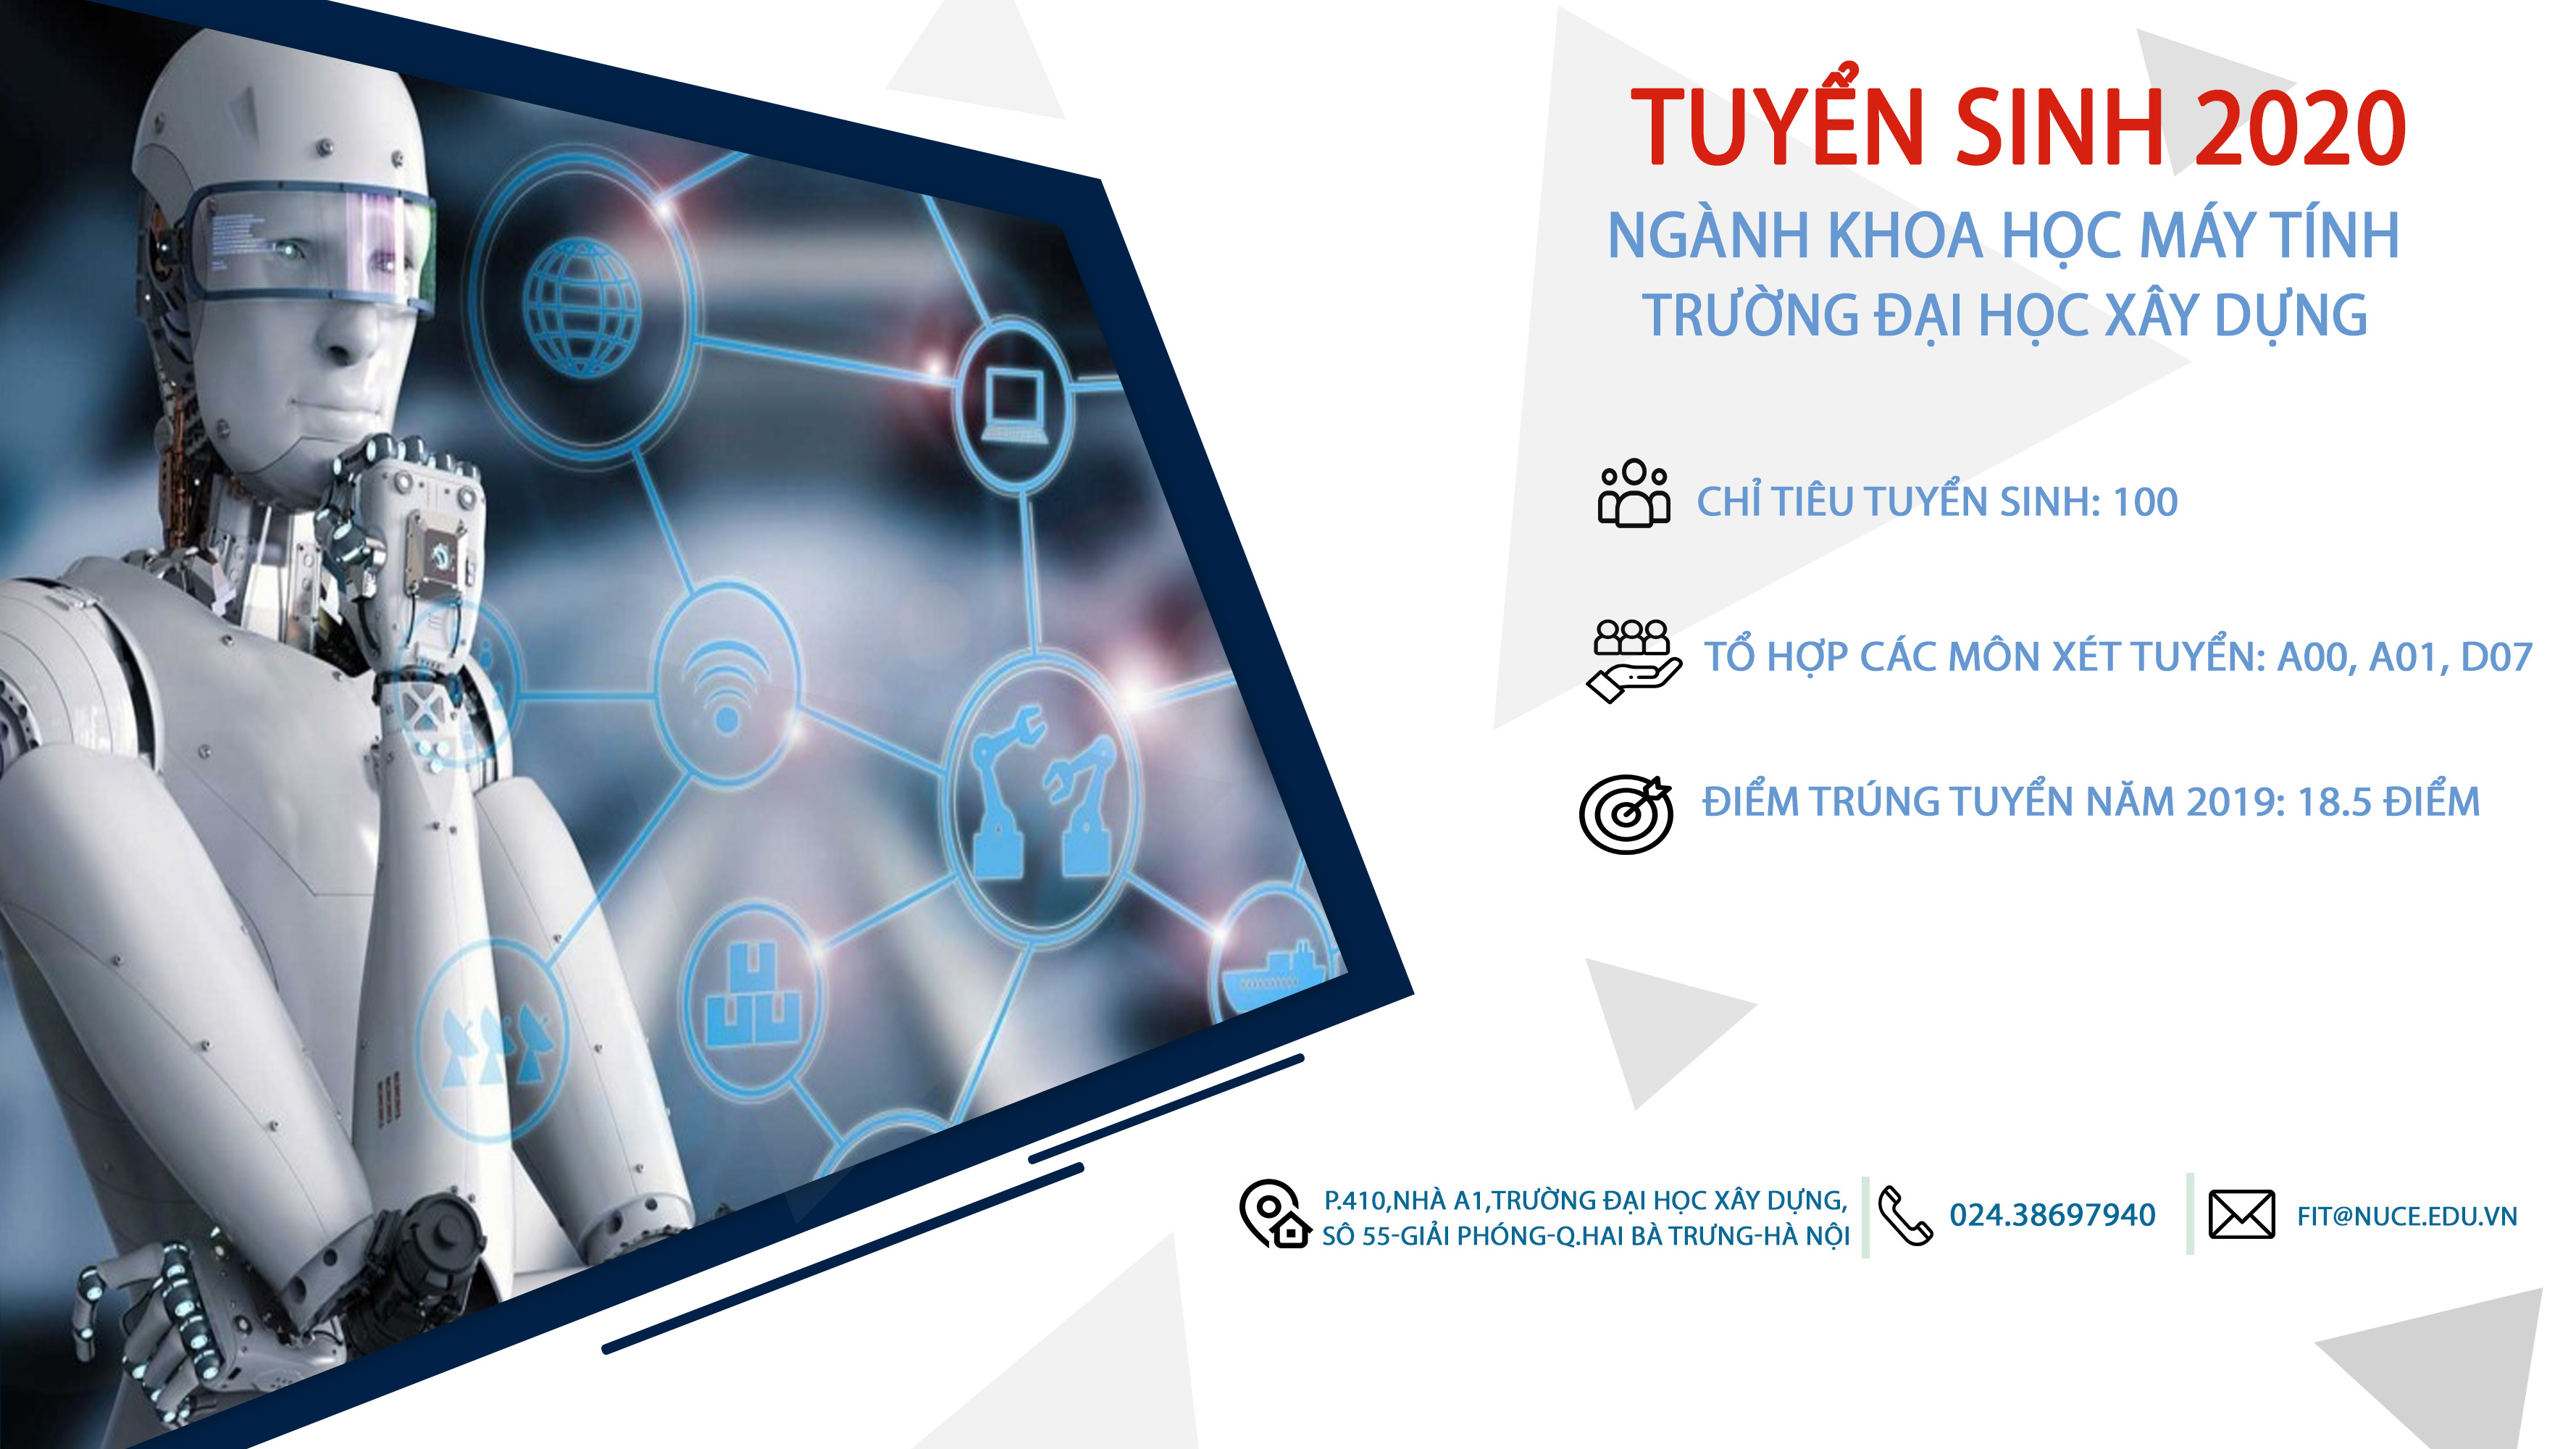 TUYỂN SINH 2020
NGÀNH KHOA HỌC MÁY TÍNH
TRƯỜNG ĐẠI HỌC XÂY DỰNG
CHỈ TIÊU TUYỂN SINH: 100
TỔ HỢP CÁC MÔN XÉT TUYỂN: A00, A01, D07
ĐIỂM TRÚNG TUYỂN NĂM 2019: 18.5 ĐIỂM
P.410,NHÀ A1,TRƯỜNG ĐẠI HỌC XÂY DỰNG,
SÔ 55-GIẢI PHÓNG-Q.HAI BÀ TRƯNG-HÀ NỘI
024.38697940
FIT@NUCE.EDU.VN